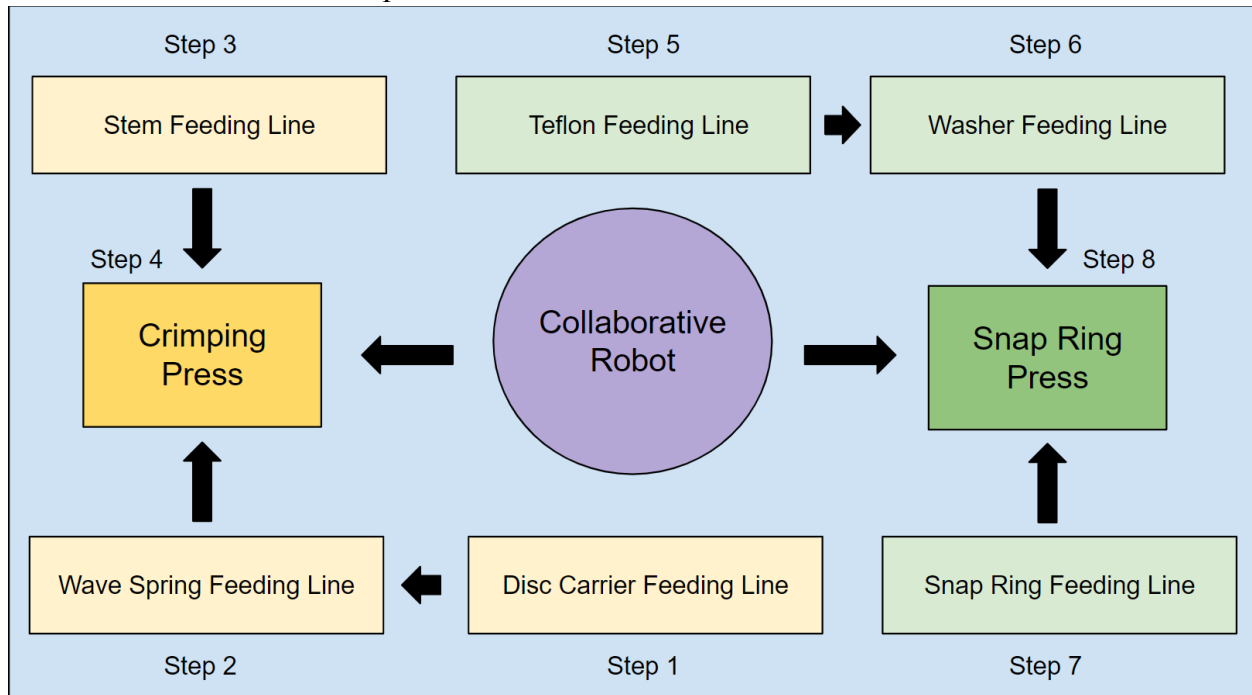 Step 3
Step 5
Step 6
Stem Feeding Line
Teflon Feeding Line
Washer Feeding Line
Step 4
Step 8
Crimping
Press
Collaborative
Robot
Snap Ring
Press
Wave Spring Feeding Line
Disc Carrier Feeding Line
Snap Ring Feeding Line
Step 2
Step 1
Step 7